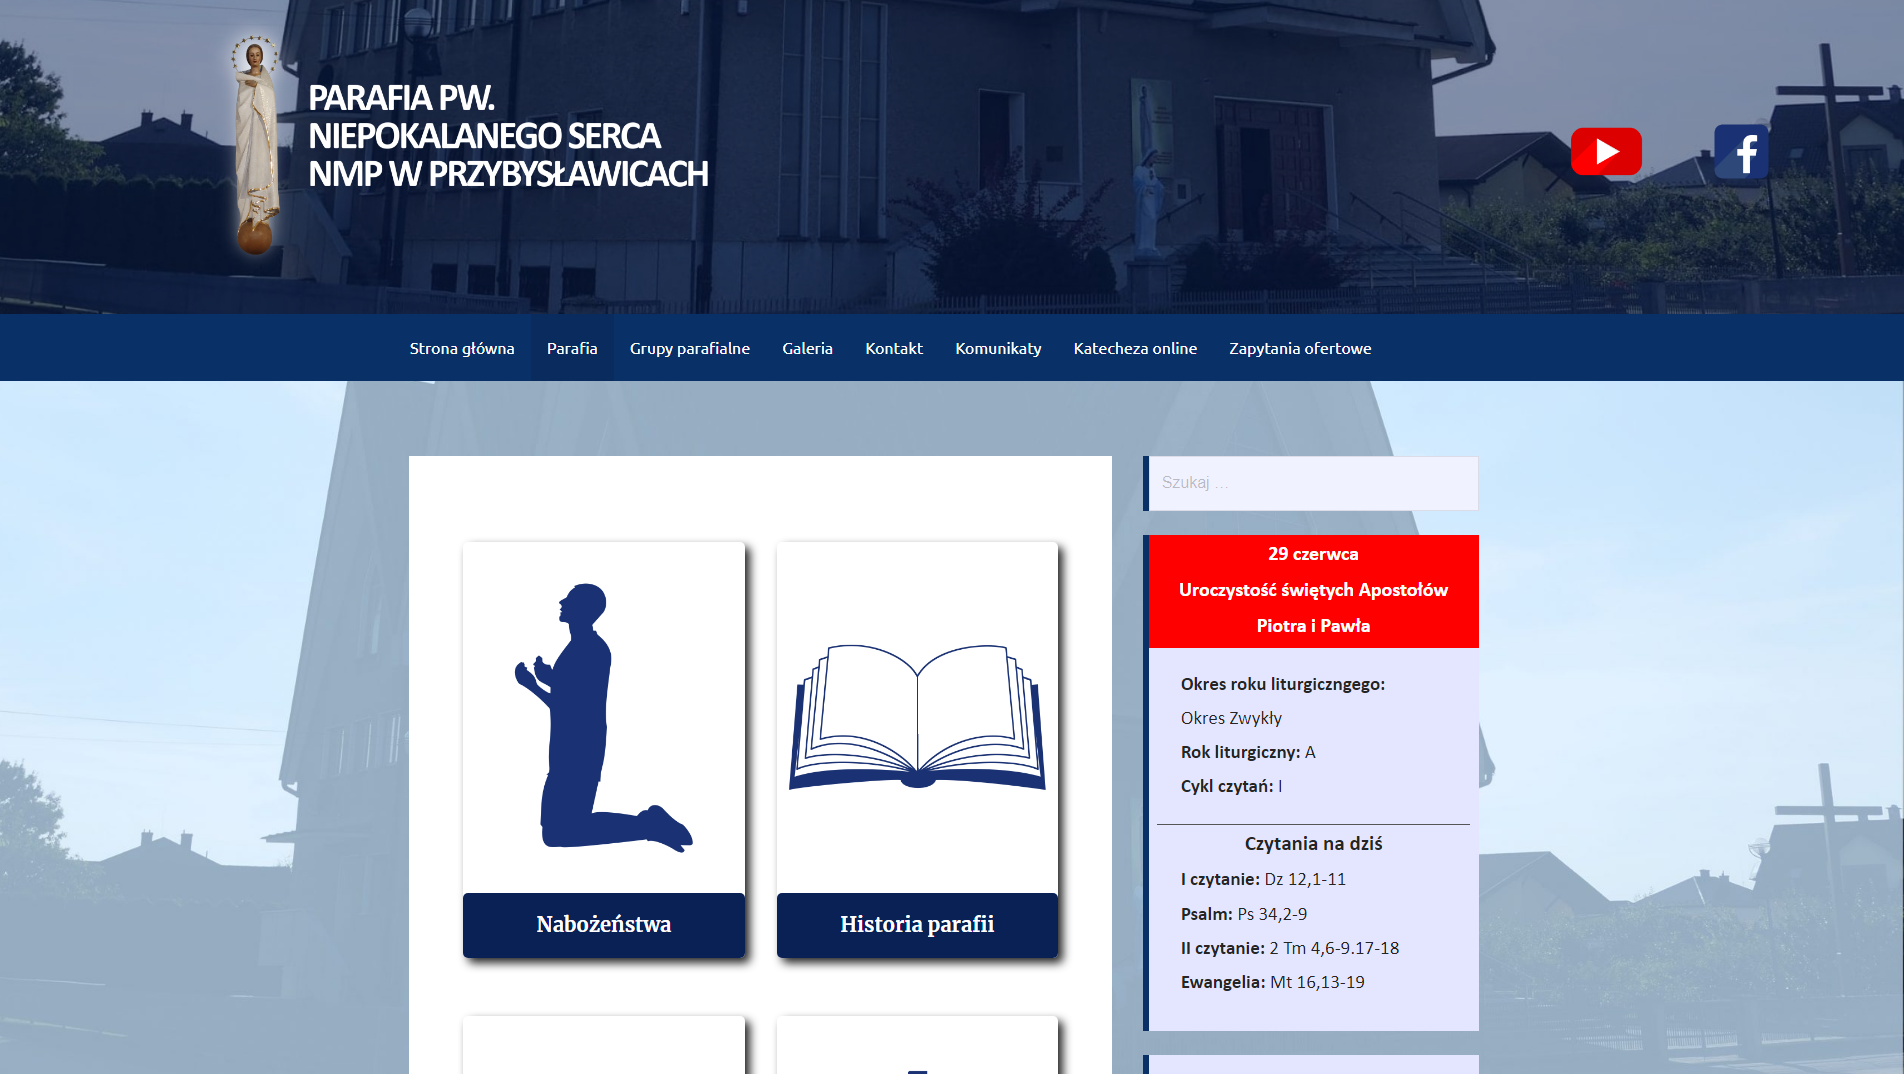 PARAFIA PW.
NIEPOKALANEGO SERCA
NMP W PRZYBYSŁAWICACH
Strona główna
Parafia
Grupy parafialne
Galeria
Kontakt
Komunikaty
Katecheza online
Zapytania ofertowe
Szukaj ...
29 czerwca
Uroczystość świętych Apostołów
Piotra i Pawła
Okres roku liturgiczngego:
Okres Zwykły
Rok liturgiczny: A
Cykl czytań: I
Czytania na dziś
I czytanie: Dz 12,1-11
Psalm: Ps 34,2-9
II czytanie: 2 Tm 4,6-9.17-18
Ewangelia: Mt 16,13-19
Nabożeństwa
Historia parafii